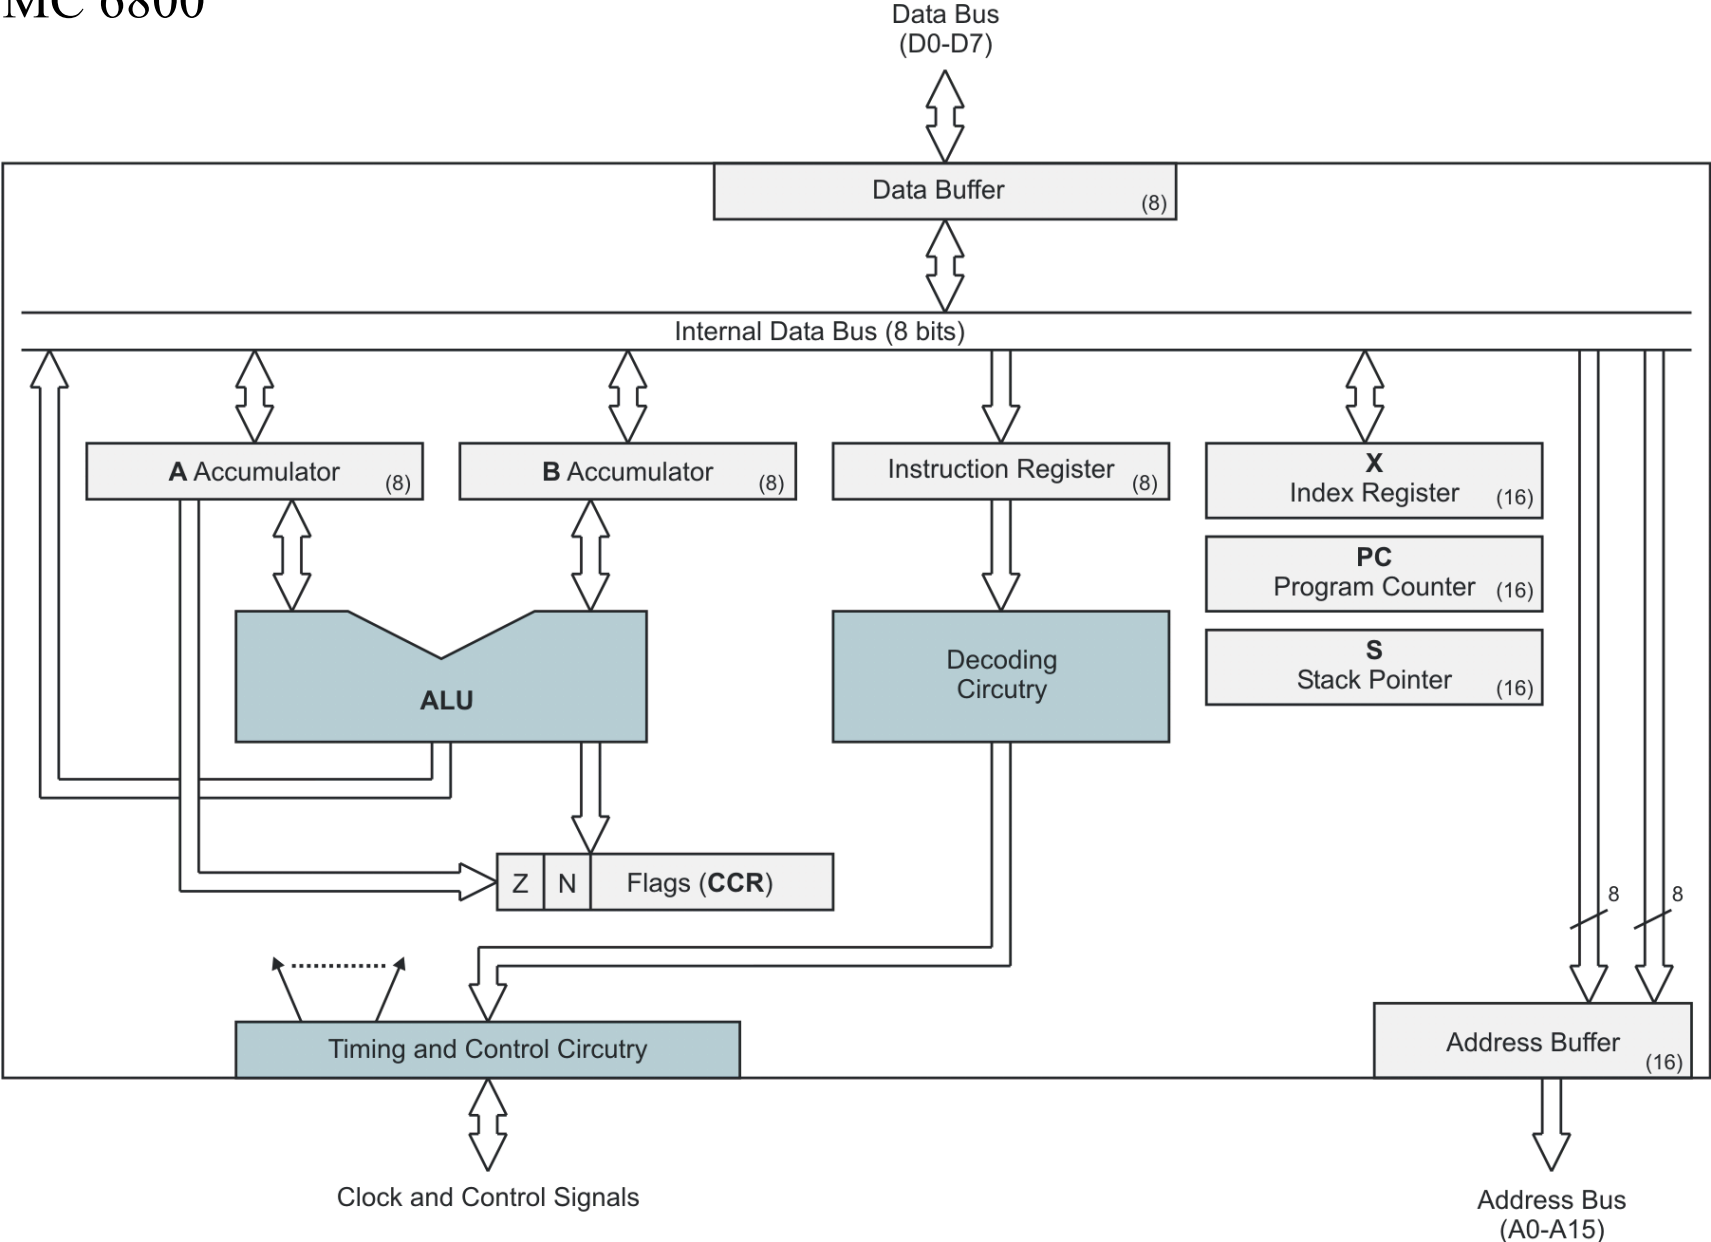 MC 6800
Data Bus
(D0-D7)
Data Buffer
(8)
Internal Data Bus (8 bits)
A Accumulator
(8)
B Accumulator
(8)
Instruction Register
(8)
X
Index Register
(16)
PC
Program Counter
(16)
S
Stack Pointer
(16)
ALU
Decoding
Circutry
Z
N
Flags (CCR)
8
8
Timing and Control Circutry
Address Buffer
(16)
Clock and Control Signals
Address Bus
(A0-A15)